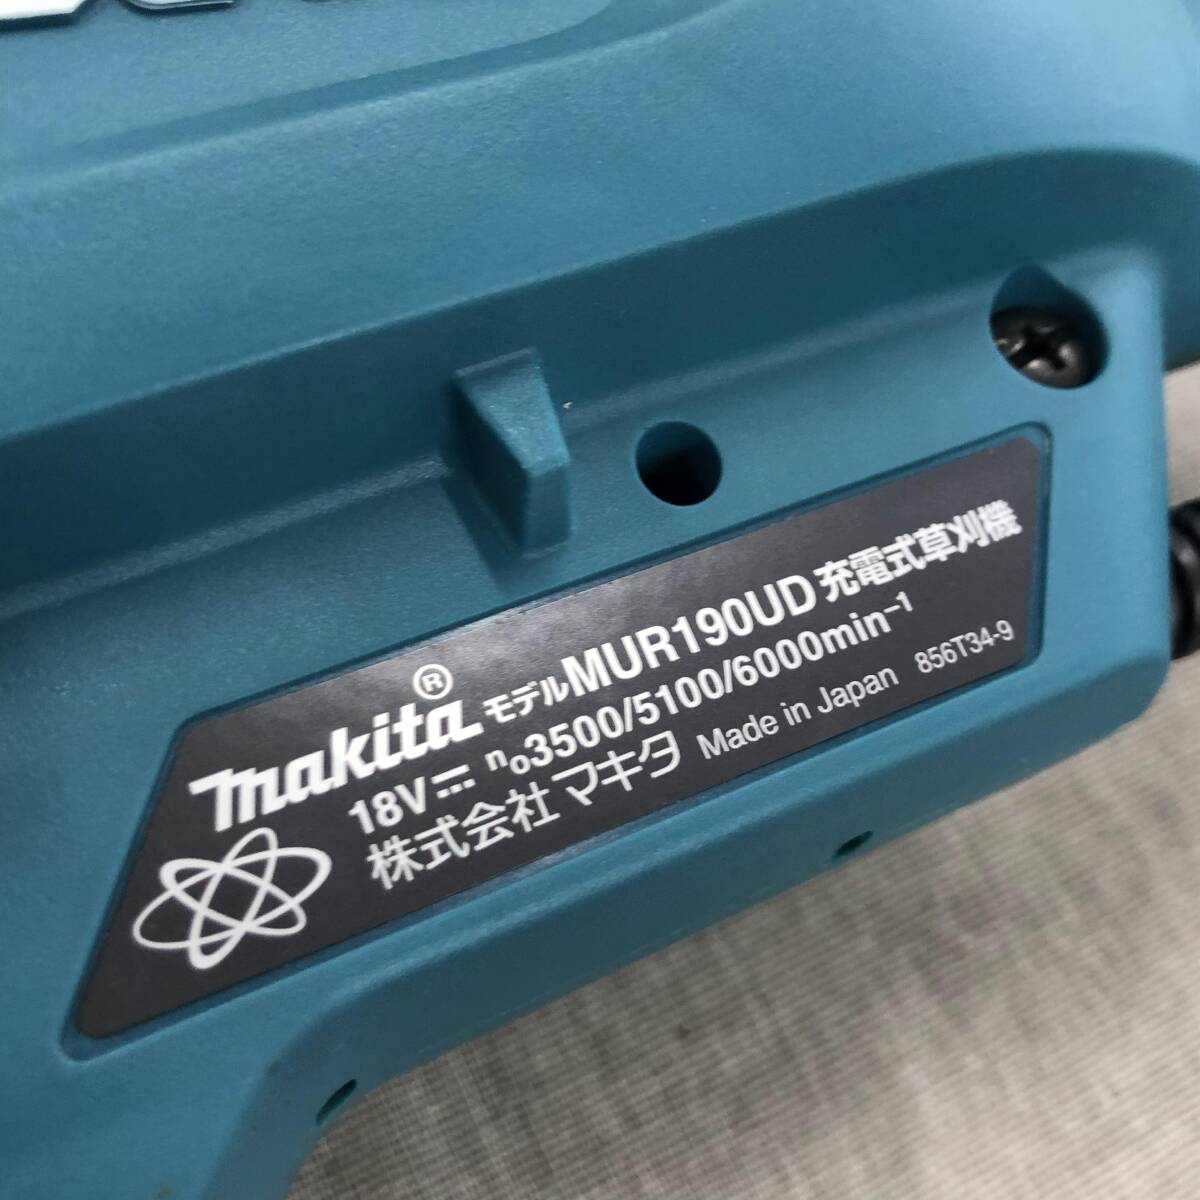 makita® モデルMUR190UD 充電式草刈機
18V⎓ n₀3500/5100/6000min⁻¹
株式会社 マキタ Made in Japan 856T34-9